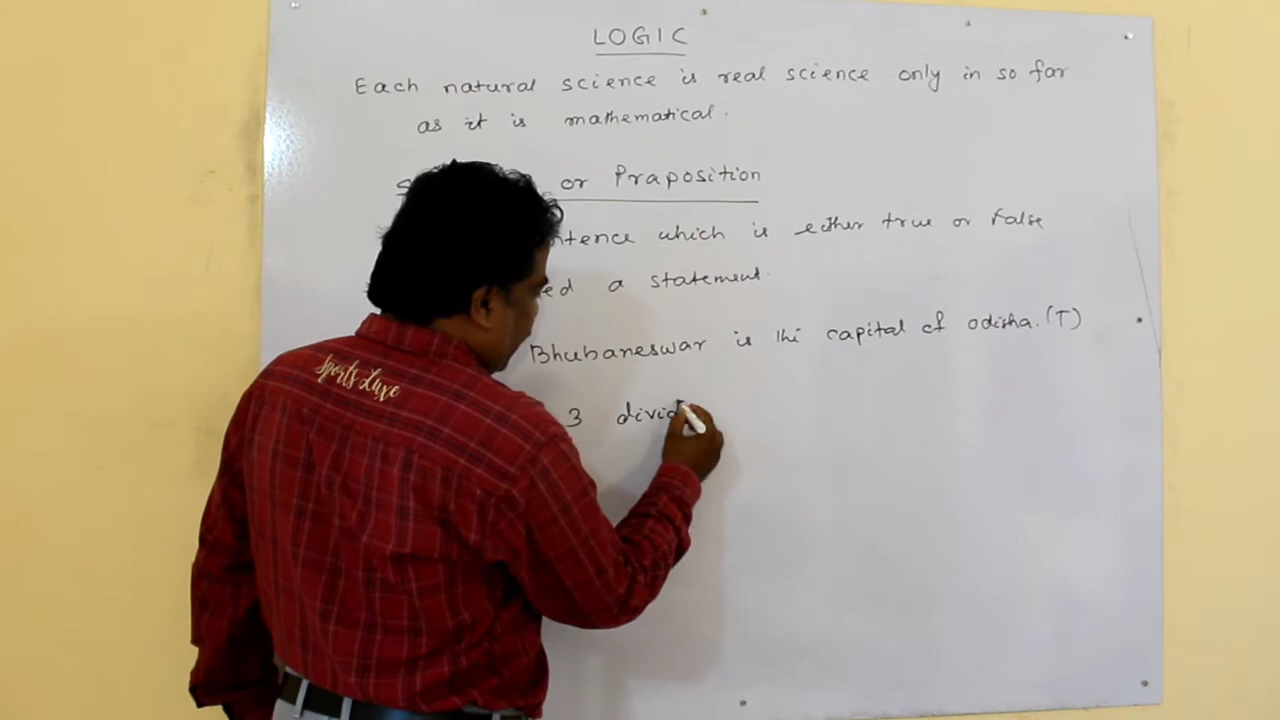 LOGIC
Each natural science is real science only in so far
as it is mathematical.
or Praposition
ntence which is either true or False
ed a statement.
Bhubaneswar is the capital of odisha. (T)
3 divid
Sports Luxe